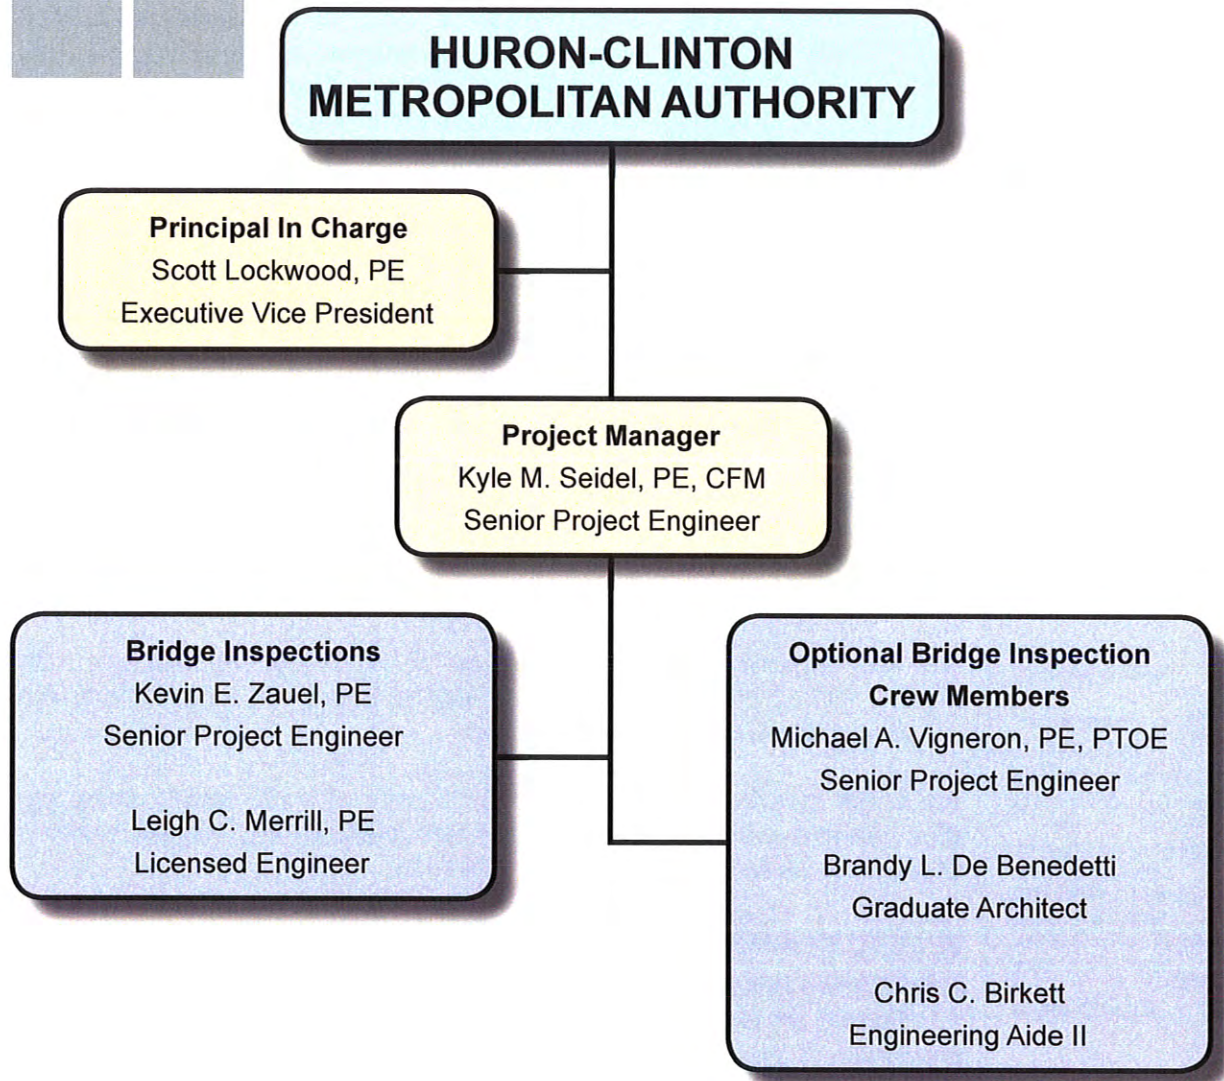 HURON-CLINTON
METROPOLITAN AUTHORITY
Principal In Charge
Scott Lockwood, PE
Executive Vice President
Project Manager
Kyle M. Seidel, PE, CFM
Senior Project Engineer
Bridge Inspections
Kevin E. Zauel, PE
Senior Project Engineer
Leigh C. Merrill, PE
Licensed Engineer
Optional Bridge Inspection
Crew Members
Michael A. Vigneron, PE, PTOE
Senior Project Engineer
Brandy L. De Benedetti
Graduate Architect
Chris C. Birkett
Engineering Aide II